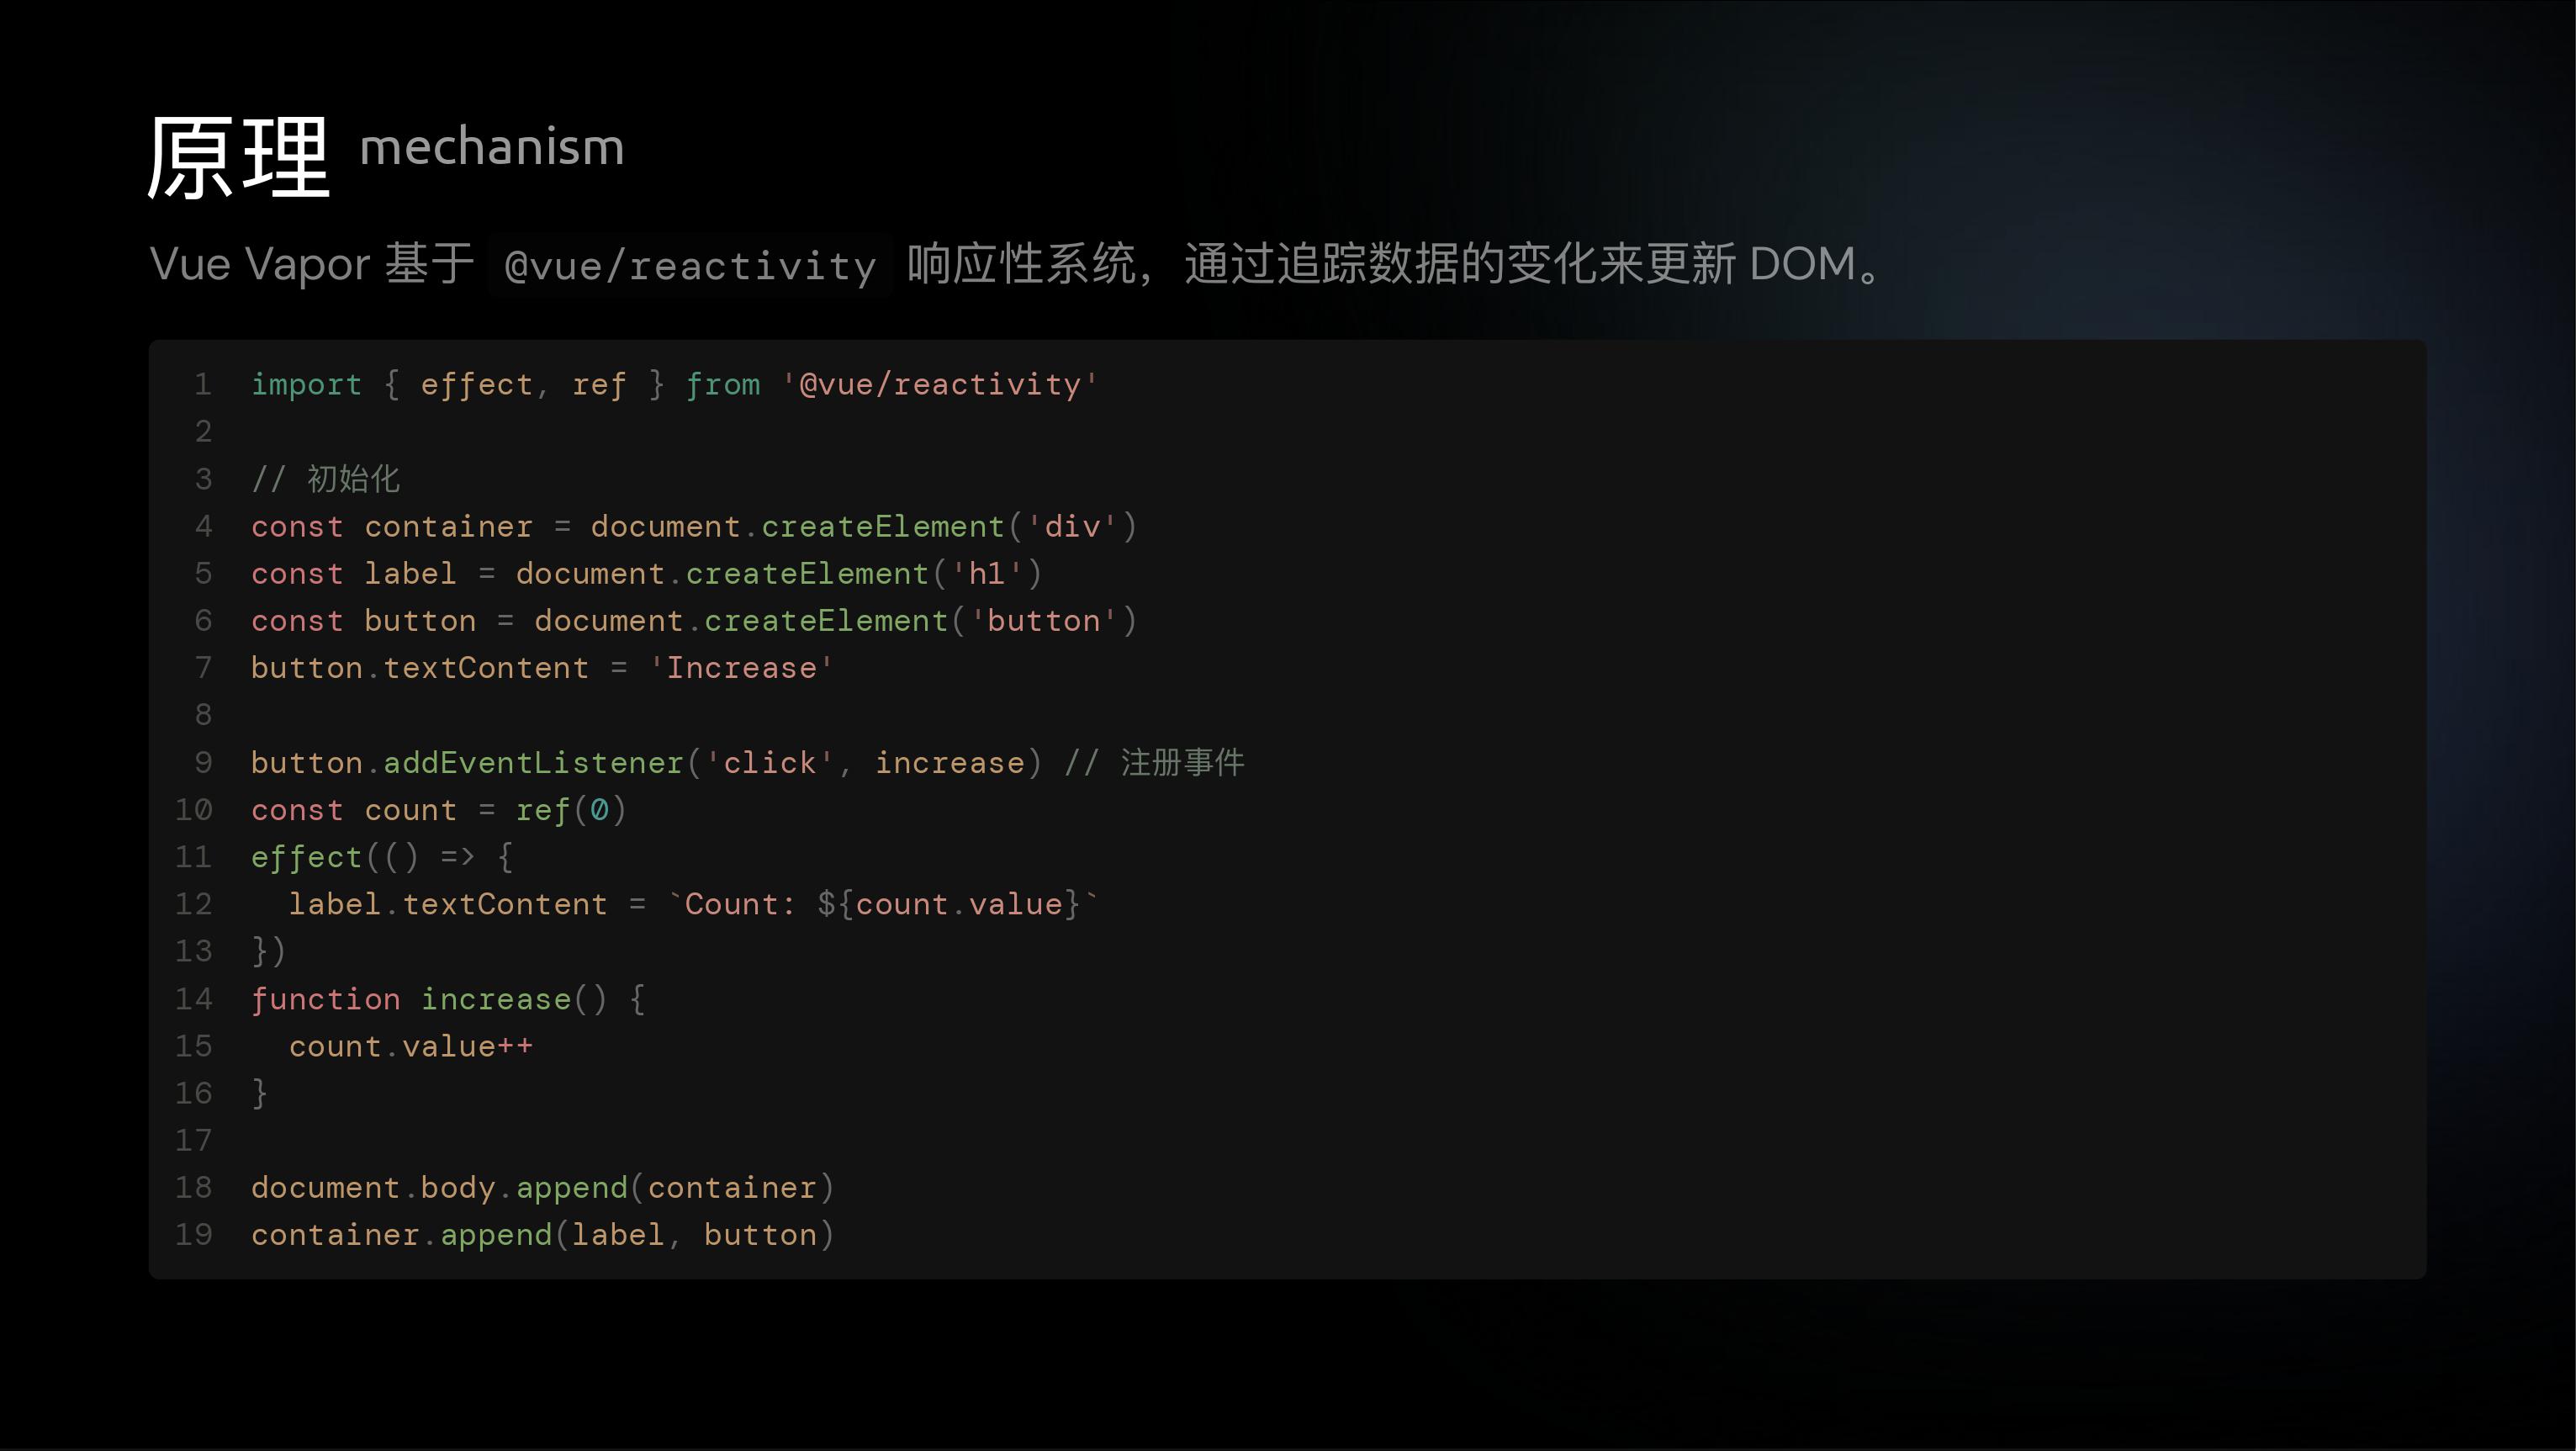 原理 mechanism
Vue Vapor 基于 @vue/reactivity 响应性系统，通过追踪数据的变化来更新 DOM。
1 import { effect, ref } from '@vue/reactivity'
2
3 // 初始化
4 const container = document.createElement('div')
5 const label = document.createElement('h1')
6 const button = document.createElement('button')
7 button.textContent = 'Increase'
8
9 button.addEventListener('click', increase) // 注册事件
10 const count = ref(0)
11 effect(() => {
12   label.textContent = `Count: ${count.value}`
13 })
14 function increase() {
15   count.value++
16 }
17
18 document.body.append(container)
19 container.append(label, button)